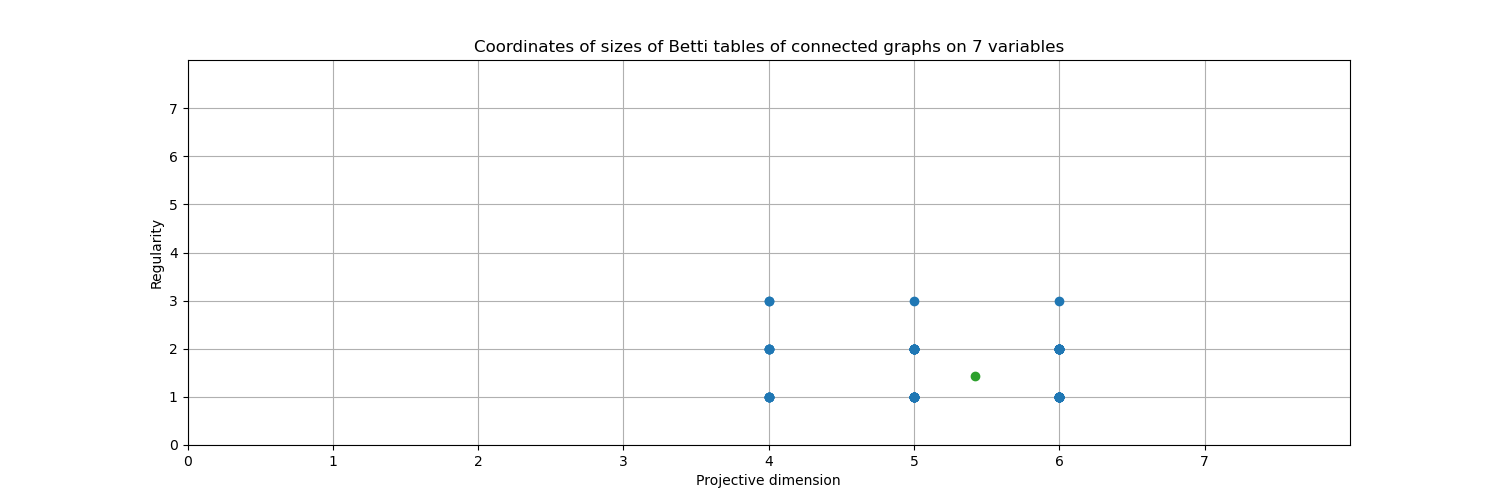 Coordinates of sizes of Betti tables of connected graphs on 7 variables
7
6
5
4
3
2
1
0
Regularity
0 1 2 3 4 5 6 7
Projective dimension